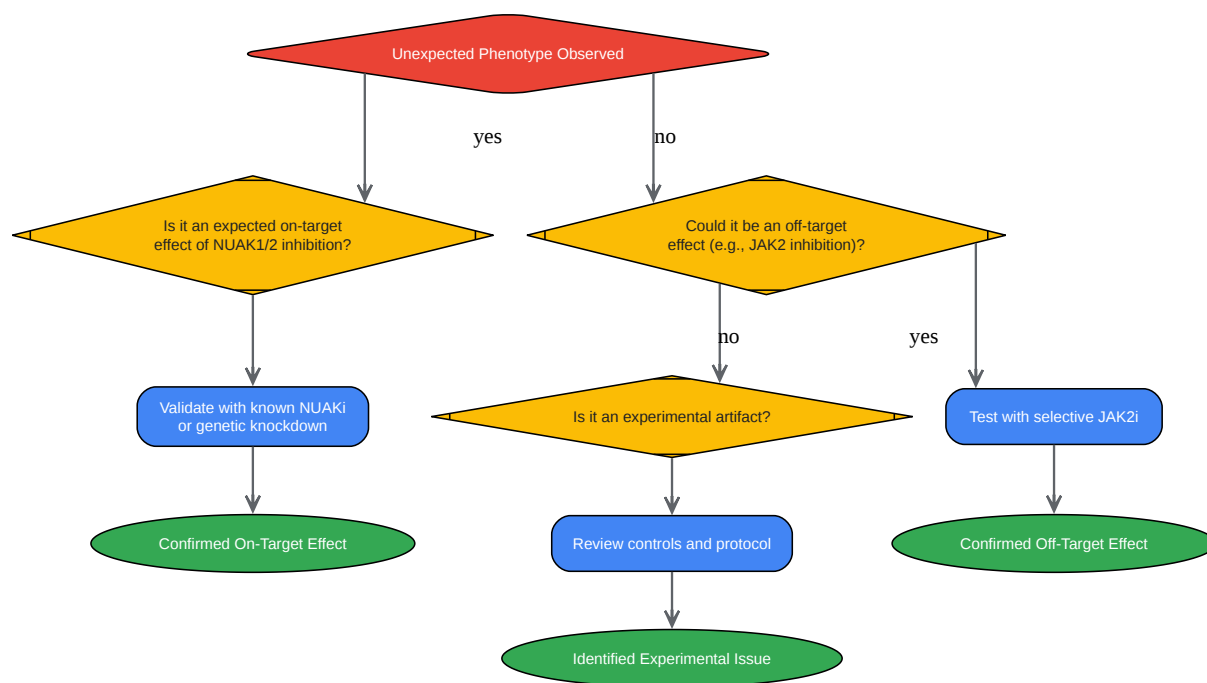 Unexpected Phenotype Observed
yes
no
Is it an expected on-target
effect of NUAK1/2 inhibition?
Could it be an off-target
effect (e.g., JAK2 inhibition)?
no
yes
Validate with known NUAKi
or genetic knockdown
Is it an experimental artifact?
Test with selective JAK2i
Confirmed On-Target Effect
Review controls and protocol
Confirmed Off-Target Effect
Identified Experimental Issue